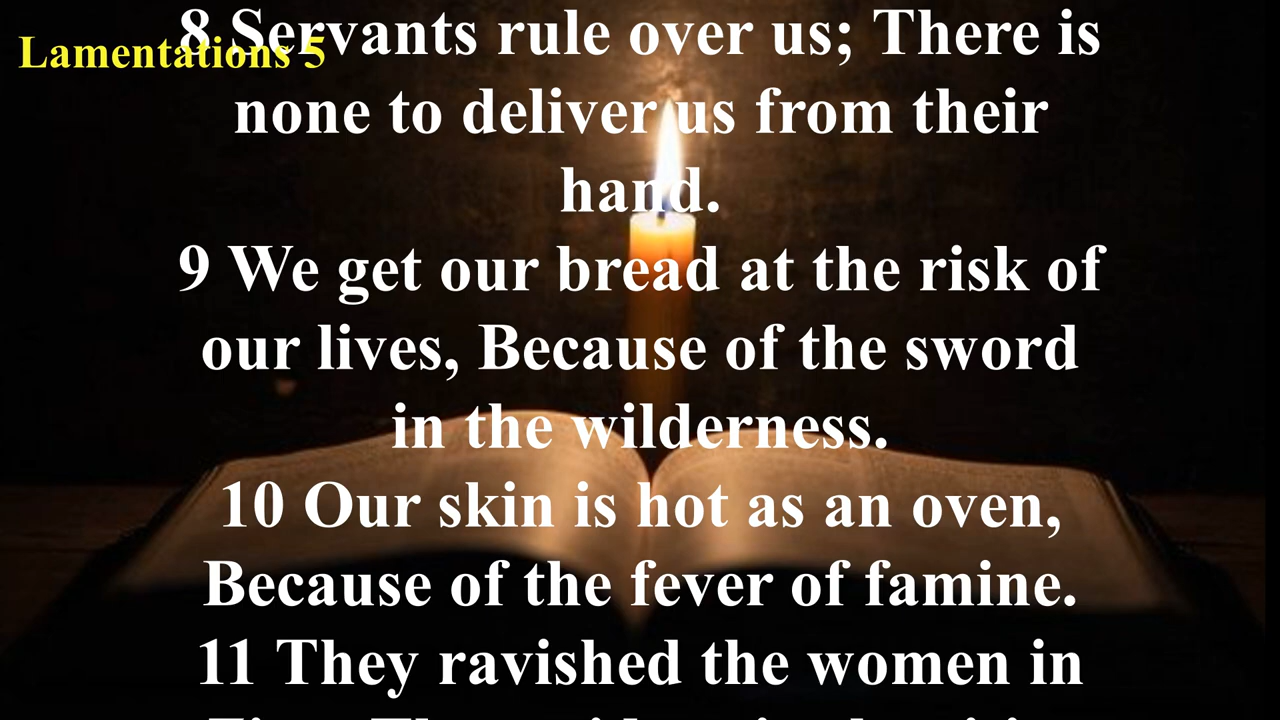 Lamentations 5
8 Servants rule over us; There is
none to deliver us from their
hand.
9 We get our bread at the risk of
our lives, Because of the sword
in the wilderness.
10 Our skin is hot as an oven,
Because of the fever of famine.
11 They ravished the women in